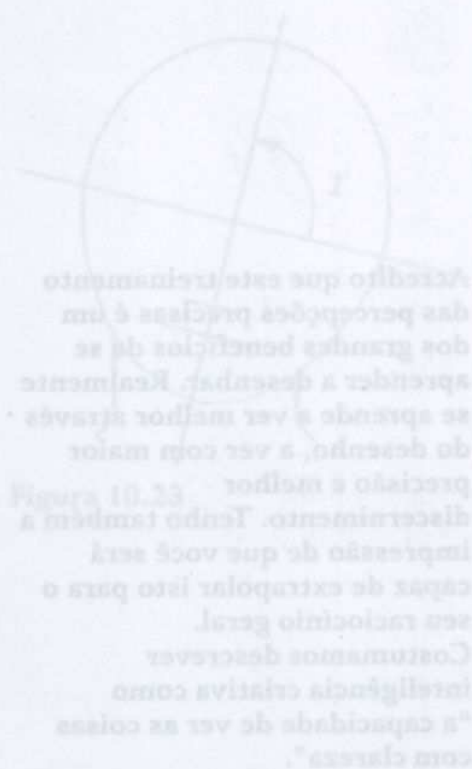 Acredito que este treinamento
das percepções precisas é um
dos grandes benefícios de se
aprender a desenhar. Realmente
se aprende a ver melhor através
do desenho, a ver com maior
precisão e melhor
discernimento. Tenho também a
impressão de que você será
capaz de extrapolar isto para o
seu raciocínio geral.
Costumamos descrever
inteligência criativa como
"a capacidade de ver as coisas
com clareza".
Figura 10.23